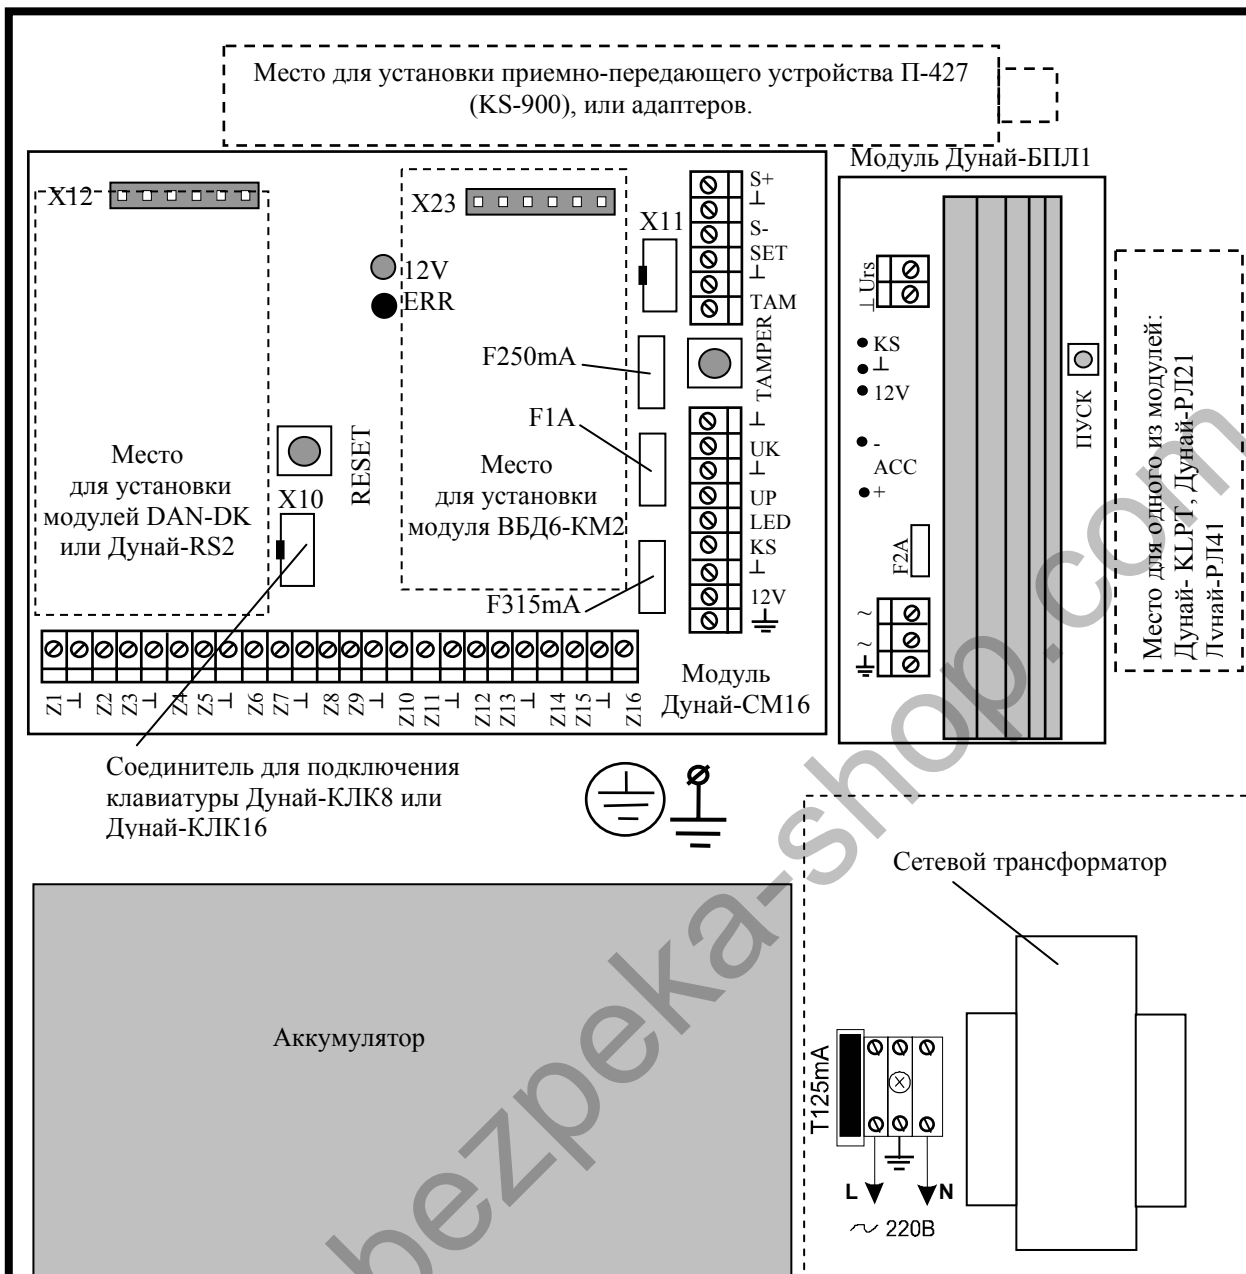 Место для установки приемно-передающего устройства П-427
(KS-900), или адаптеров.
Модуль Дунай-БПЛ1
X12
X23
X11
S+
⊥
S-
SET
⊥
TAM
12V
ERR
F250mA
TAMPER
F1A
RESET
X10
Место
для установки
модулей DAN-DK
или Дунай-RS2
Место
для установки
модуля ВБД6-КМ2
F315mA
⊥
UK
⊥
UP
LED
KS
⊥
12V
Z1 ⊥ Z2 Z3 ⊥ Z4 Z5 ⊥ Z6 Z7 ⊥ Z8 Z9 ⊥ Z10 Z11 ⊥ Z12 Z13 ⊥ Z14 Z15 ⊥ Z16
Модуль
Дунай-СМ16
⊥ Urs
KS
⊥
12V
-
ACC
+
F2A
~
~
ПУСК
Место для одного из модулей:
Дунай- KLPT , Дунай-РЛ21
Дунай-РЛ41
Соединитель для подключения
клавиатуры Дунай-КЛК8 или
Дунай-КЛК16
Аккумулятор
Сетевой трансформатор
T125mA
L
N
~ 220В
bezpeka-shop.com